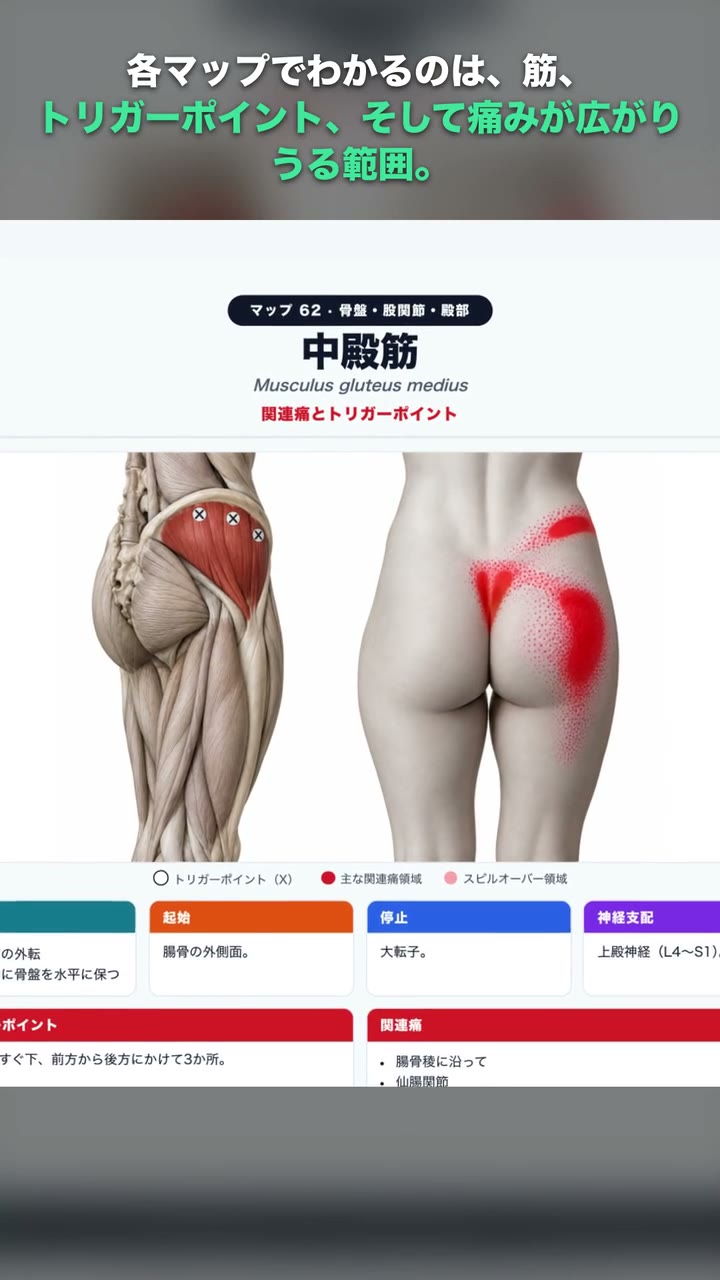 各マップでわかるのは、筋、
トリガーポイント、そして痛みが広がり
うる範囲。
マップ 62 · 骨盤・股関節・殿部
中殿筋
Musculus gluteus medius
関連痛とトリガーポイント
X X X
トリガーポイント（X） 主な関連痛領域 スピルオーバー領域
起始 停止 神経支配
の外転
に骨盤を水平に保つ
腸骨の外側面。
大転子。
上殿神経（L4〜S1）
ポイント
すぐ下、前方から後方にかけて3か所。
関連痛
• 腸骨稜に沿って
• 仙腸関節